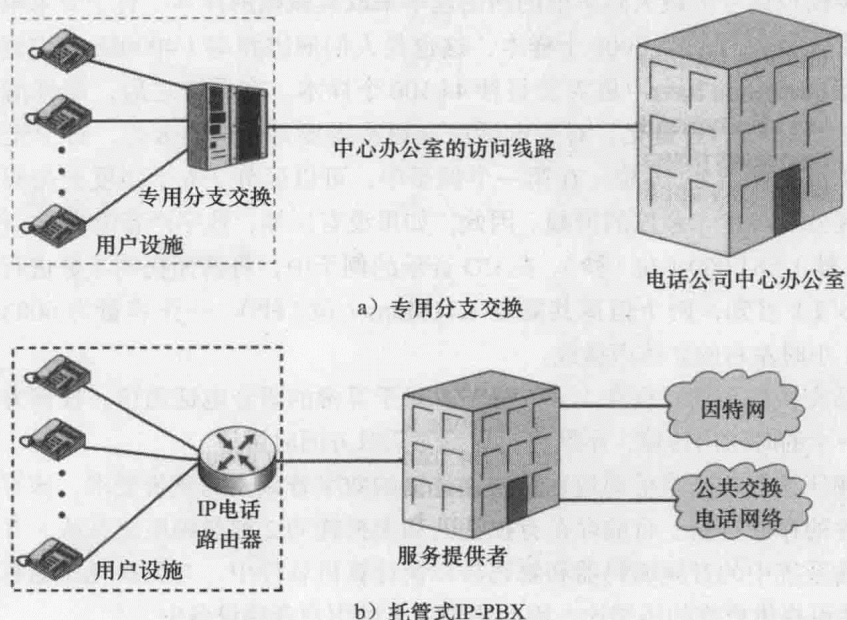 专用分支交换
中心办公室的访问线路
用户设施
电话公司中心办公室
a）专用分支交换
IP电话
路由器
用户设施
服务提供者
因特网
公共交换
电话网络
b）托管式IP-PBX